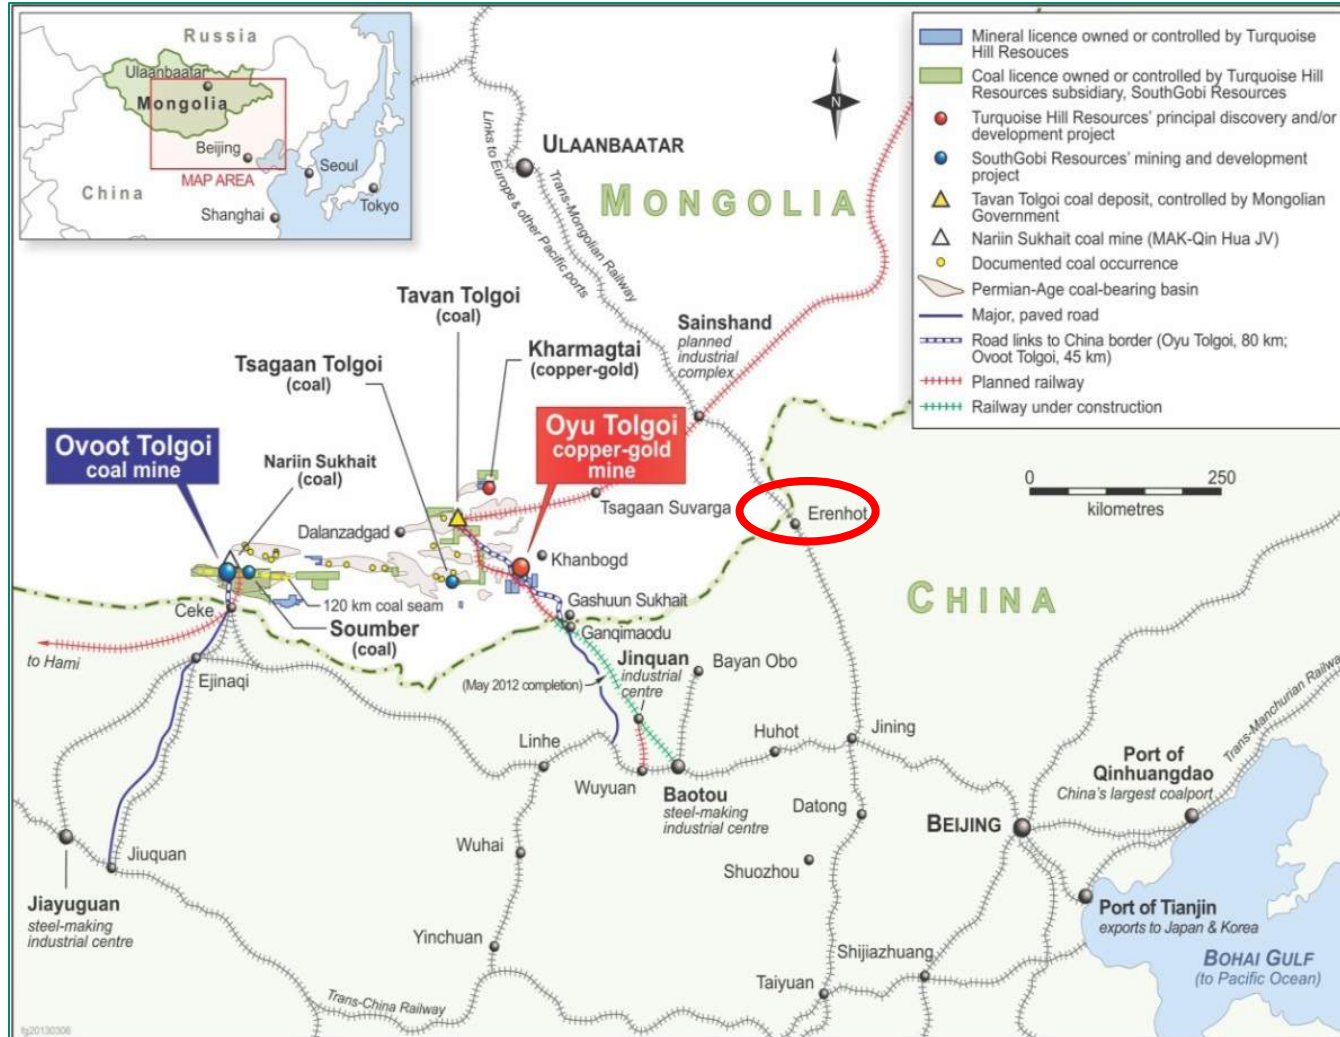 Russia
Ulaanbaatar
Mongolia
Beijing
MAP AREA
Seoul
China
Shanghai
Tokyo
N
Mineral licence owned or controlled by Turquoise
Hill Resouces
Coal licence owned or controlled by Turquoise Hill
Resources subsidiary, SouthGobi Resources
Turquoise Hill Resources' principal discovery and/or
development project
SouthGobi Resources' mining and development
project
Tavan Tolgoi coal deposit, controlled by Mongolian
Government
Nariin Sukhait coal mine (MAK-Qin Hua JV)
Documented coal occurrence
Permian-Age coal-bearing basin
Major, paved road
Road links to China border (Oyu Tolgoi, 80 km;
Ovoot Tolgoi, 45 km)
Planned railway
Railway under construction
0 250
kilometres
ULAANBAATAR
MONGOLIA
Links to Europe & other Pacific ports
Trans-Mongolian Railway
Tavan Tolgoi
(coal)
Sainshand
planned
industrial
complex
Kharmagtai
(copper-gold)
Tsagaan Tolgoi
(coal)
Ovoot Tolgoi
coal mine
Oyu Tolgoi
copper-gold
mine
Nariin Sukhait
(coal)
Tsagaan Suvarga
Erenhot
Dalanzadgad
Khanbogd
CHINA
120 km coal seam
Ceke
Gashuun Sukhait
Soumber
(coal)
Ganqimaodu
to Hami
Ejinaqi
(May 2012 completion)
Jinquan
industrial
centre
Bayan Obo
Linhe
Huhot
Jining
Wuyuan
Baotou
steel-making
industrial centre
Datong
Port of
Qinhuangdao
China's largest coalport
Trans-Manchurian Railway
BEIJING
Wuhai
Shuozhou
Jiuquan
Jiayuguan
steel-making
industrial centre
Port of Tianjin
exports to Japan & Korea
Yinchuan
Shijiazhuang
BOHAI GULF
(to Pacific Ocean)
Taiyuan
Trans-China Railway
fg20130306